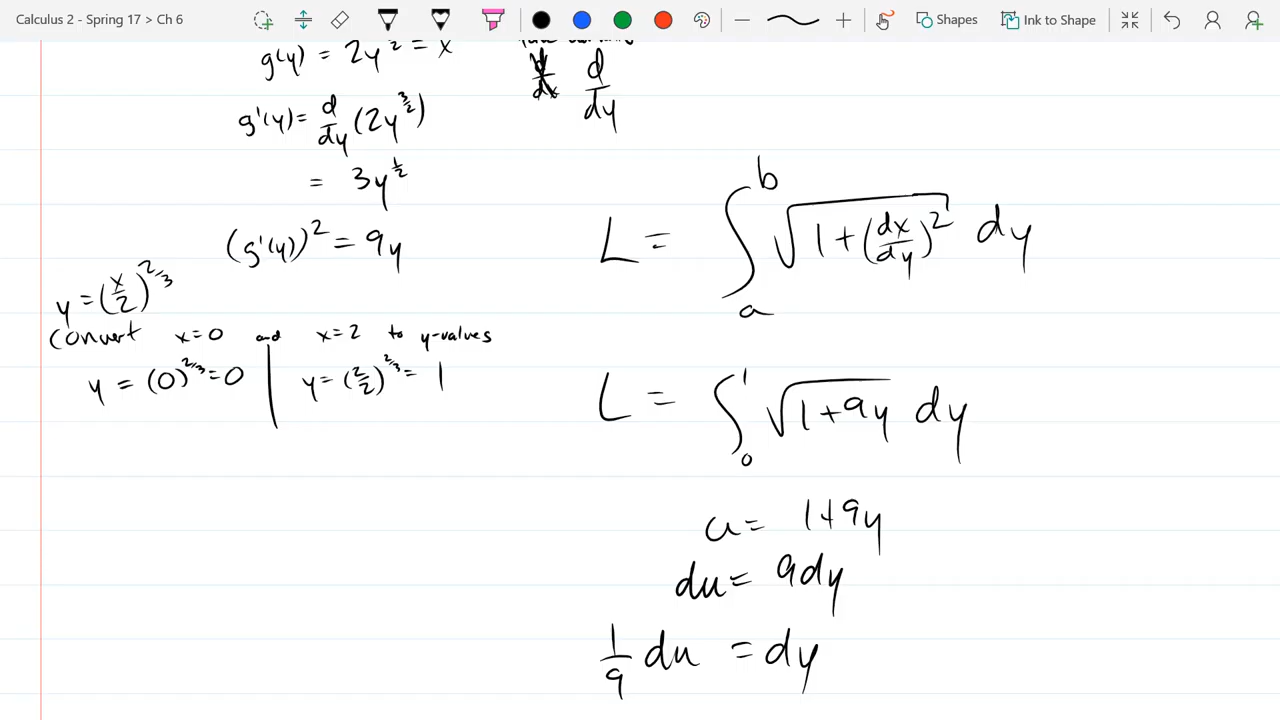 Calculus 2 - Spring 17 > Ch 6
Shapes
Ink to Shape
g(y) = 2y^{3/2} = x
d/dx d/dy
g'(y) = d/dy (2y^{3/2})
= 3y^{1/2}
(g'(y))^2 = 9y
y = (x/2)^{2/3}
Convert x=0 and x=2 to y-values
y = (0)^{2/3} = 0 | y = (2/2)^{2/3} = 1
L = ∫_a^b √(1+(dx/dy)^2) dy
L = ∫_0^1 √(1+9y) dy
u = 1+9y
du = 9dy
1/9 du = dy